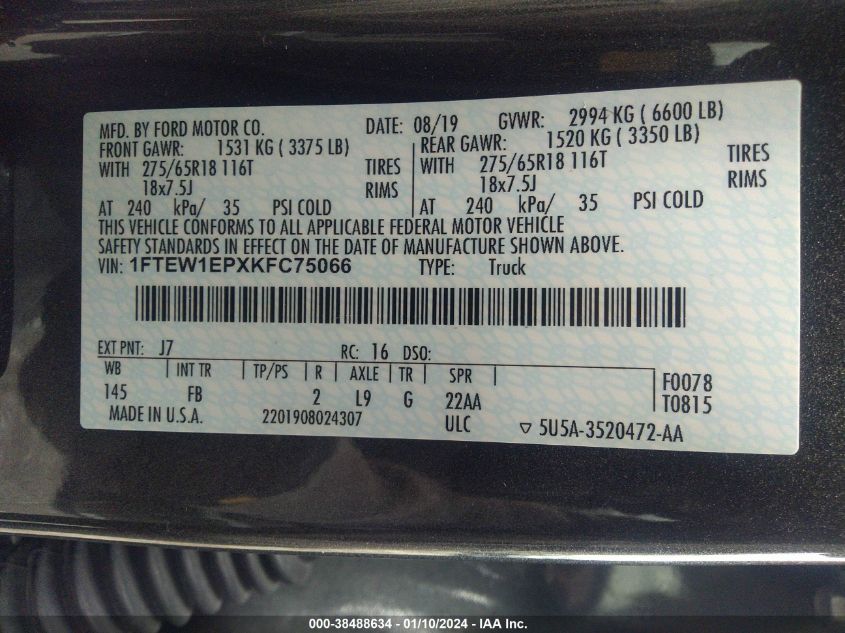 MFD. BY FORD MOTOR CO. DATE: 08/19 GVWR: 2994 KG ( 6600 LB)
FRONT GAWR: 1531 KG ( 3375 LB) REAR GAWR: 1520 KG ( 3350 LB)
WITH 275/65R18 116T TIRES WITH 275/65R18 116T TIRES
18x7.5J RIMS 18x7.5J RIMS
AT 240 kPa/ 35 PSI COLD AT 240 kPa/ 35 PSI COLD
THIS VEHICLE CONFORMS TO ALL APPLICABLE FEDERAL MOTOR VEHICLE
SAFETY STANDARDS IN EFFECT ON THE DATE OF MANUFACTURE SHOWN ABOVE.
VIN: 1FTEW1EPXKFC75066 TYPE: Truck
EXT PNT: J7 RC: 16 DSO:
WB INT TR TP/PS R AXLE TR SPR F0078
145 FB 2 L9 G 22AA T0815
MADE IN U.S.A. 2201908024307 ULC ▽ 5U5A-3520472-AA
000-38488634 - 01/10/2024 - IAA Inc.